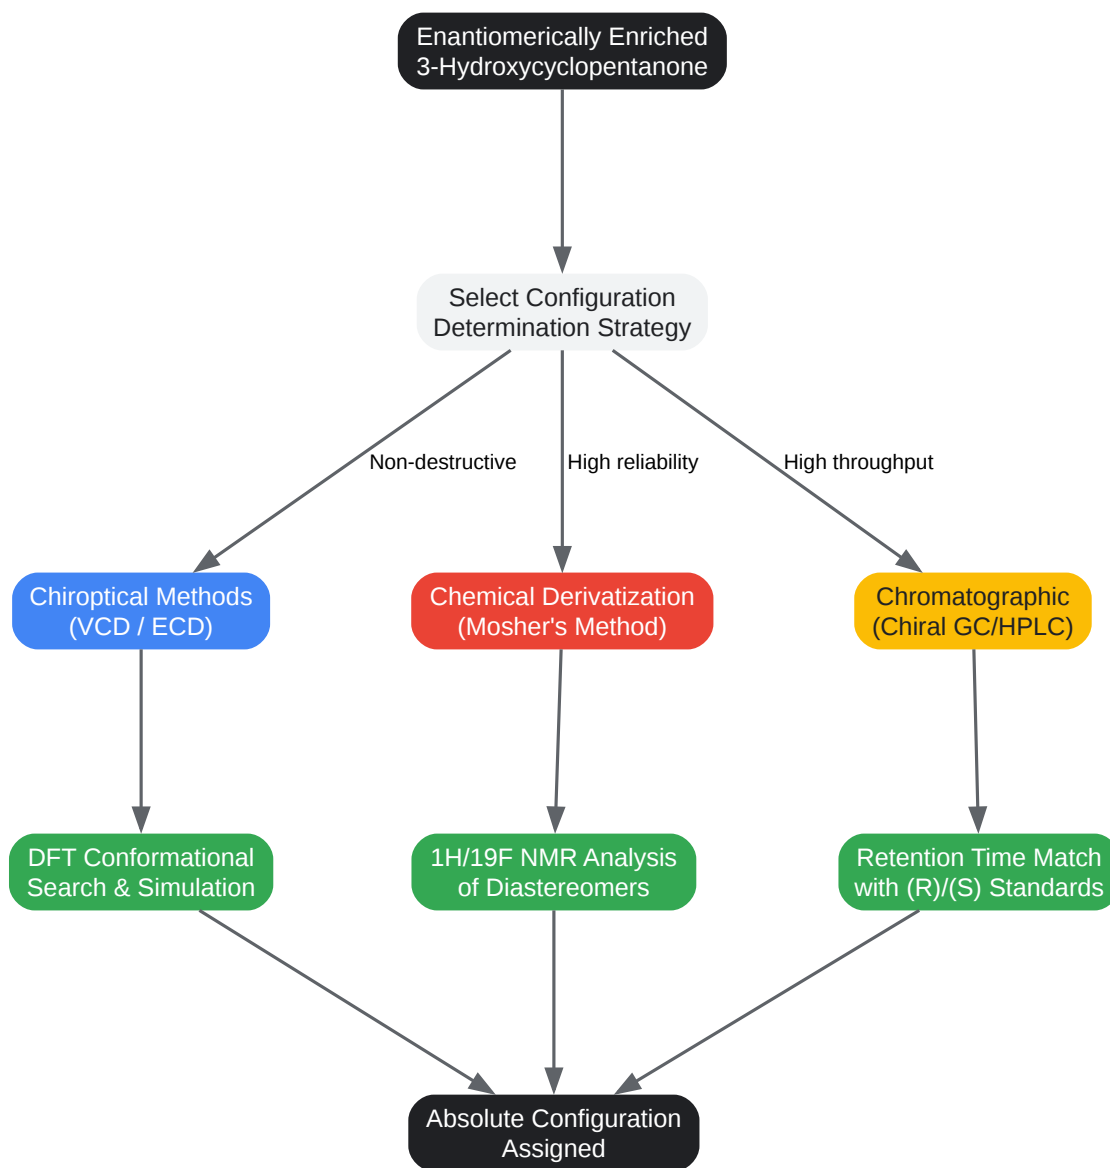 Enantiomerically Enriched
3-Hydroxycyclopentanone
Select Configuration
Determination Strategy
Non-destructive
High reliability
High throughput
Chiroptical Methods
(VCD / ECD)
Chemical Derivatization
(Mosher's Method)
Chromatographic
(Chiral GC/HPLC)
DFT Conformational
Search & Simulation
1H/19F NMR Analysis
of Diastereomers
Retention Time Match
with (R)/(S) Standards
Absolute Configuration
Assigned